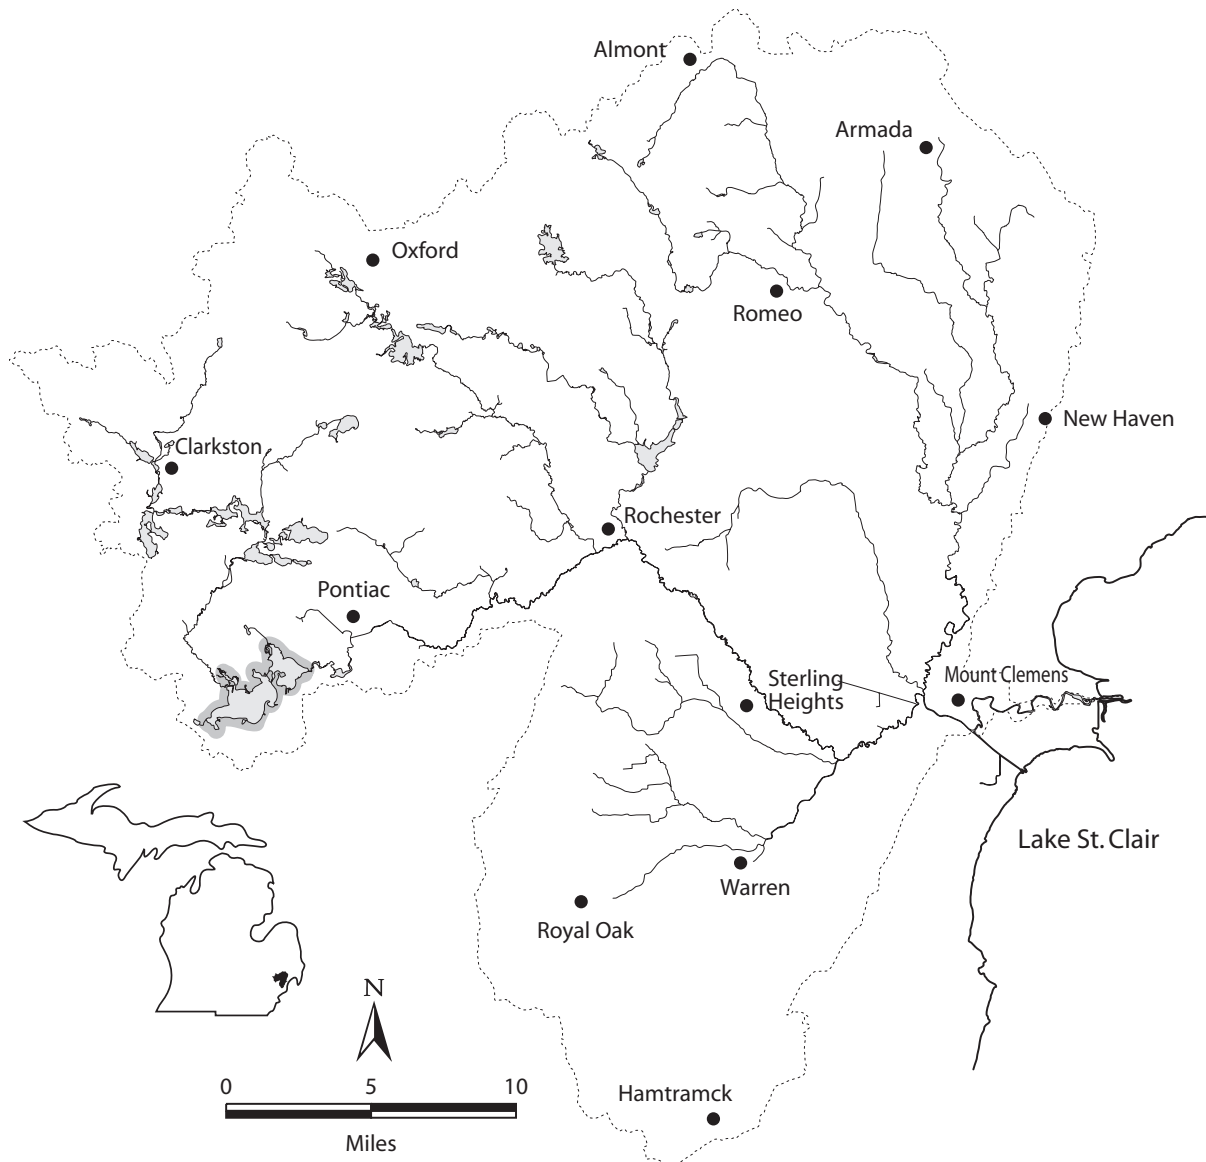 Almont
Armada
Oxford
Romeo
New Haven
Clarkston
Rochester
Pontiac
Mount Clemens
Sterling
Heights
Lake St. Clair
Warren
Royal Oak
N
0 5 10
Hamtramck
Miles